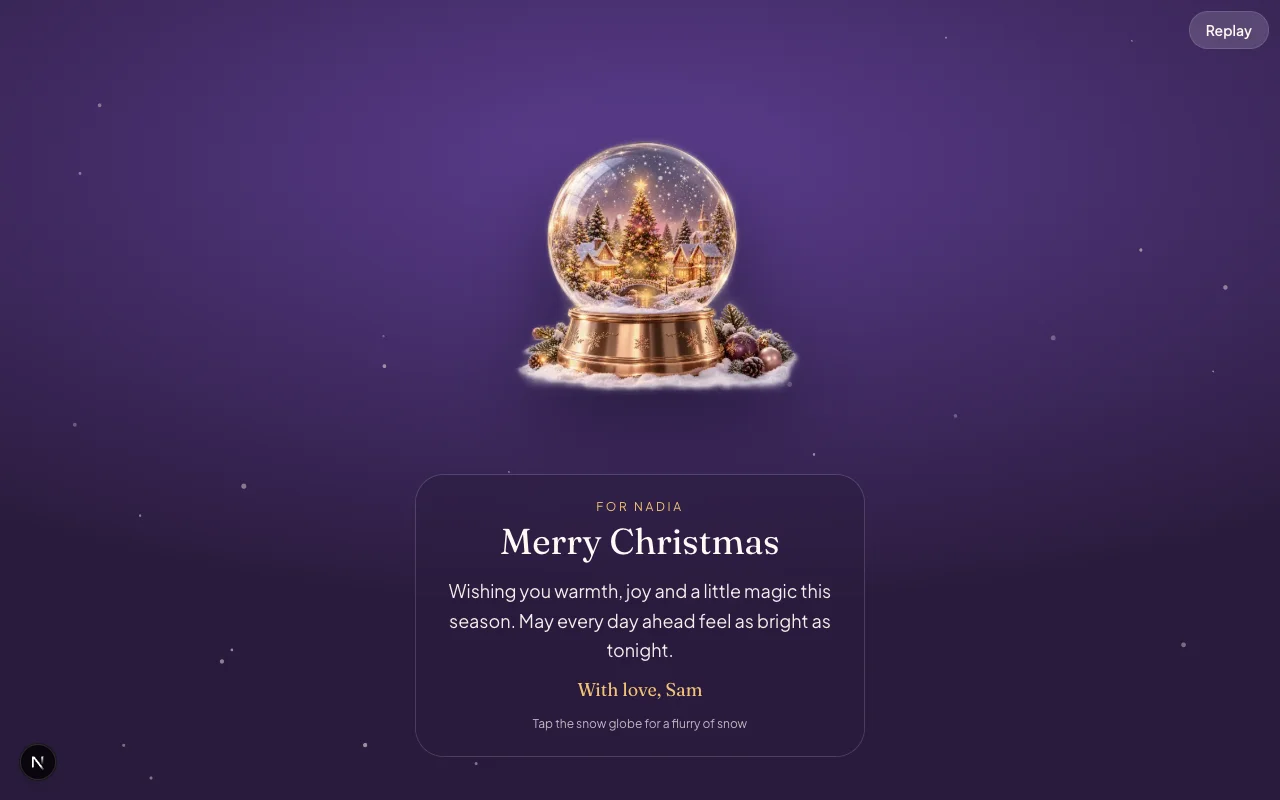 Replay
FOR NADIA
Merry Christmas
Wishing you warmth, joy and a little magic this
season. May every day ahead feel as bright as
tonight.
With love, Sam
Tap the snow globe for a flurry of snow
N